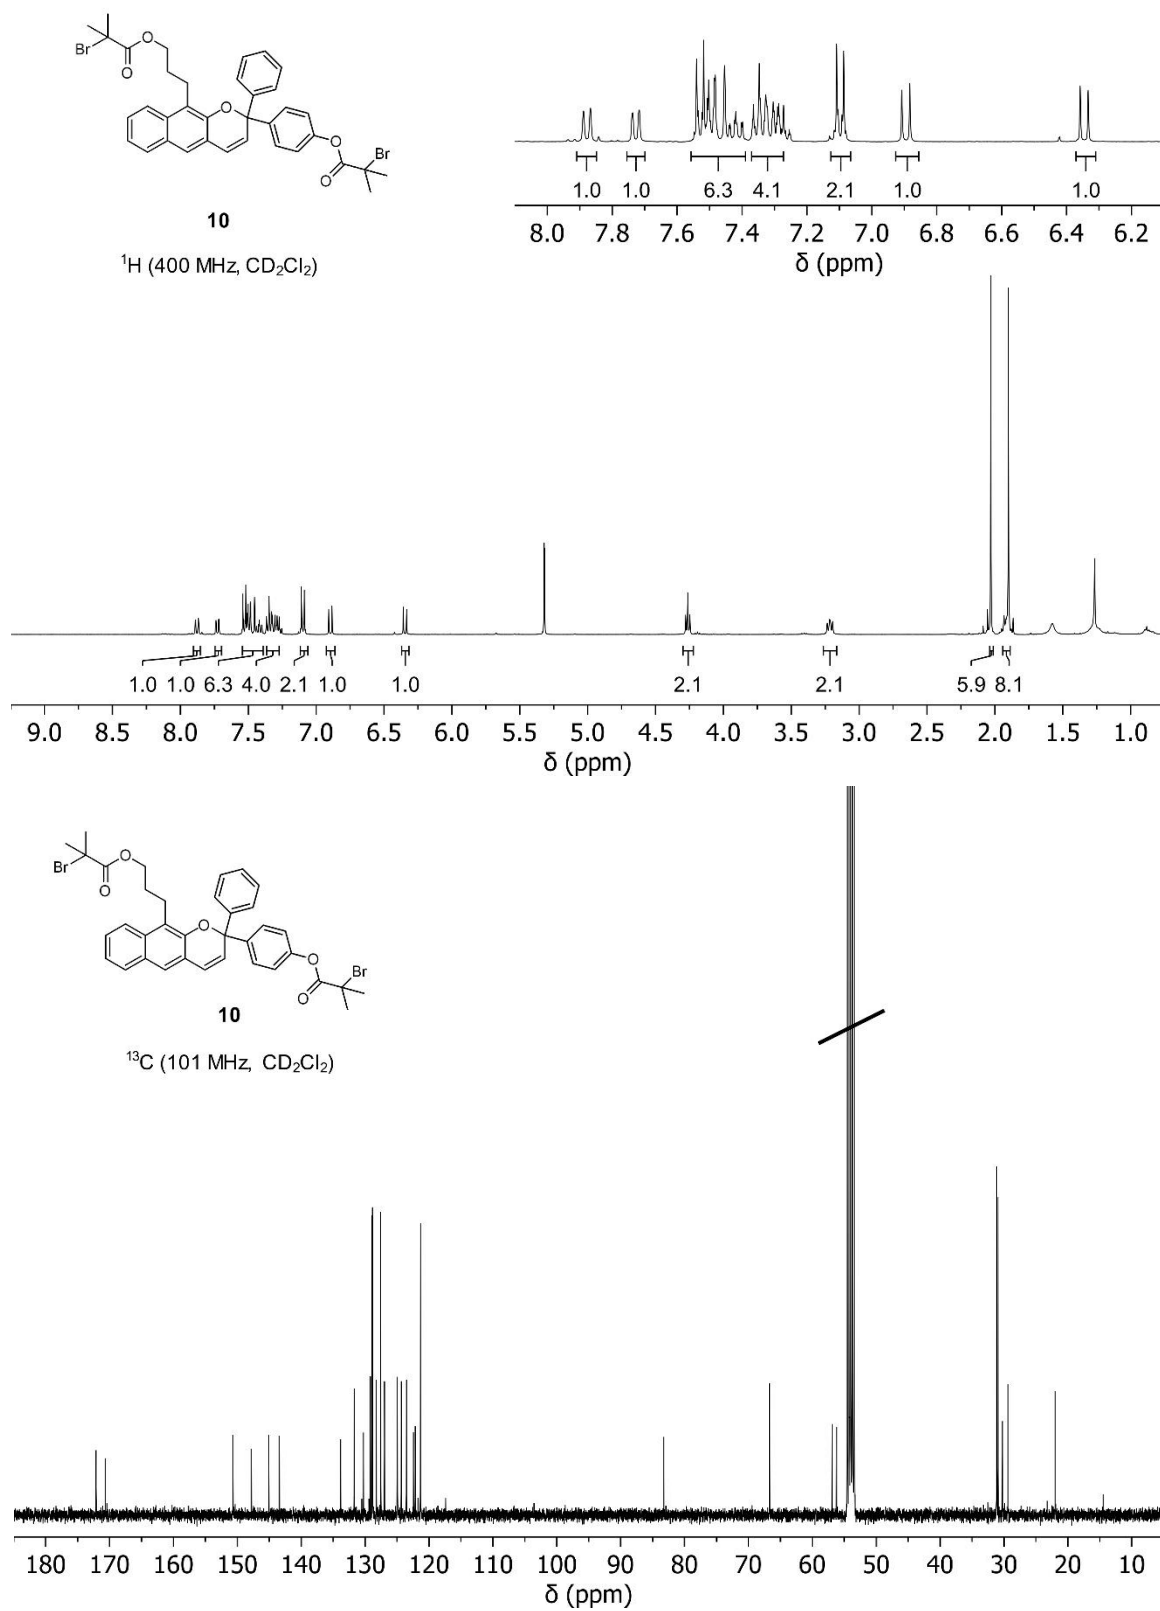 Br
O
O
O
O
O
Br
10
¹H (400 MHz, CD₂Cl₂)
1.0 1.0 6.3 4.1 2.1 1.0 1.0
8.0 7.8 7.6 7.4 7.2 7.0 6.8 6.6 6.4 6.2
δ (ppm)
1.0 1.0 6.3 4.0 2.1 1.0 1.0 2.1 2.1 5.9 8.1
9.0 8.5 8.0 7.5 7.0 6.5 6.0 5.5 5.0 4.5 4.0 3.5 3.0 2.5 2.0 1.5 1.0
δ (ppm)
Br
O
O
O
O
Br
O
10
¹³C (101 MHz, CD₂Cl₂)
180 170 160 150 140 130 120 110 100 90 80 70 60 50 40 30 20 10
δ (ppm)